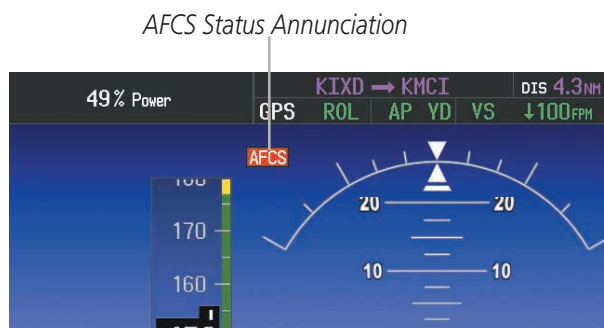 AFCS Status Annunciation
49% Power
KIXD → KMCI
DIS 4.3NM
GPS ROL AP YD VS ↓100FPM
AFCS
20 20
170
10 10
160